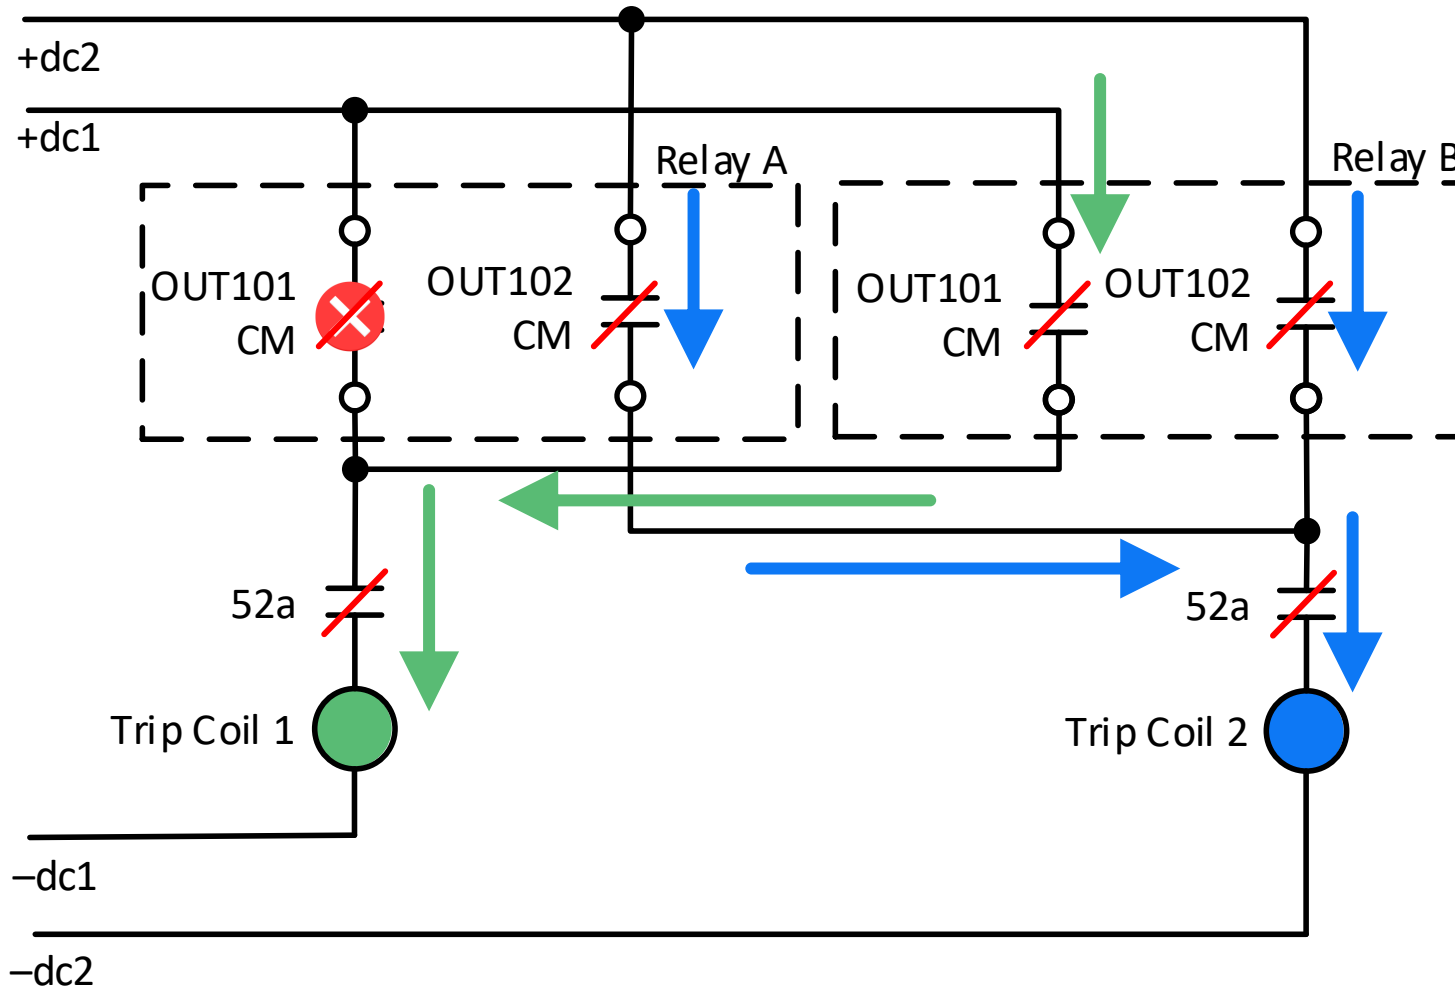 +dc2
+dc1
Relay A
Relay B
OUT101
CM
OUT102
CM
OUT101
CM
OUT102
CM
52a
52a
Trip Coil 1
Trip Coil 2
–dc1
–dc2